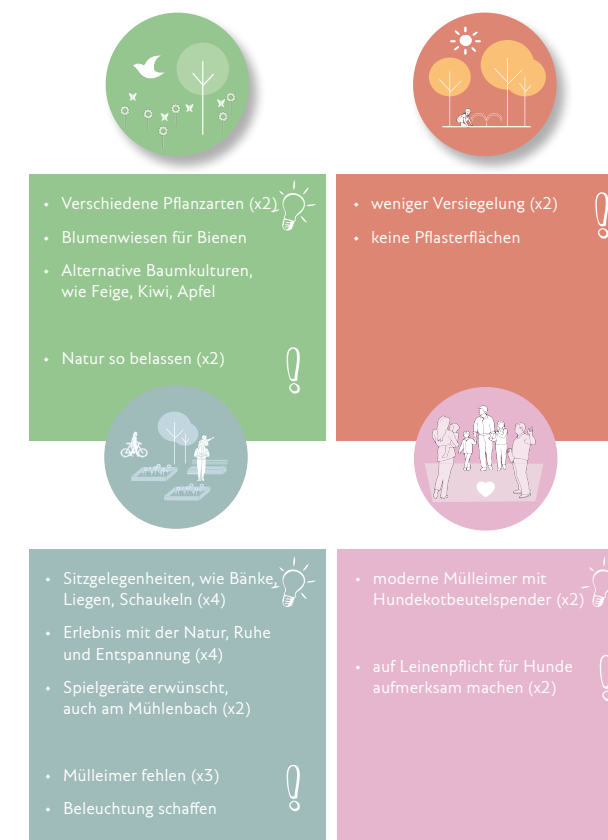 Verschiedene Pflanzarten (x2)
Blumenwiesen für Bienen
Alternative Baumkulturen,
wie Feige, Kiwi, Apfel
Natur so belassen (x2)
weniger Versiegelung (x2)
keine Pflasterflächen
Sitzgelegenheiten, wie Bänke,
Liegen, Schaukeln (x4)
Erlebnis mit der Natur, Ruhe
und Entspannung (x4)
Spielgeräte erwünscht,
auch am Mühlenbach (x2)
Mülleimer fehlen (x3)
Beleuchtung schaffen
moderne Mülleimer mit
Hundekotbeutelspender (x2)
auf Leinenpflicht für Hunde
aufmerksam machen (x2)